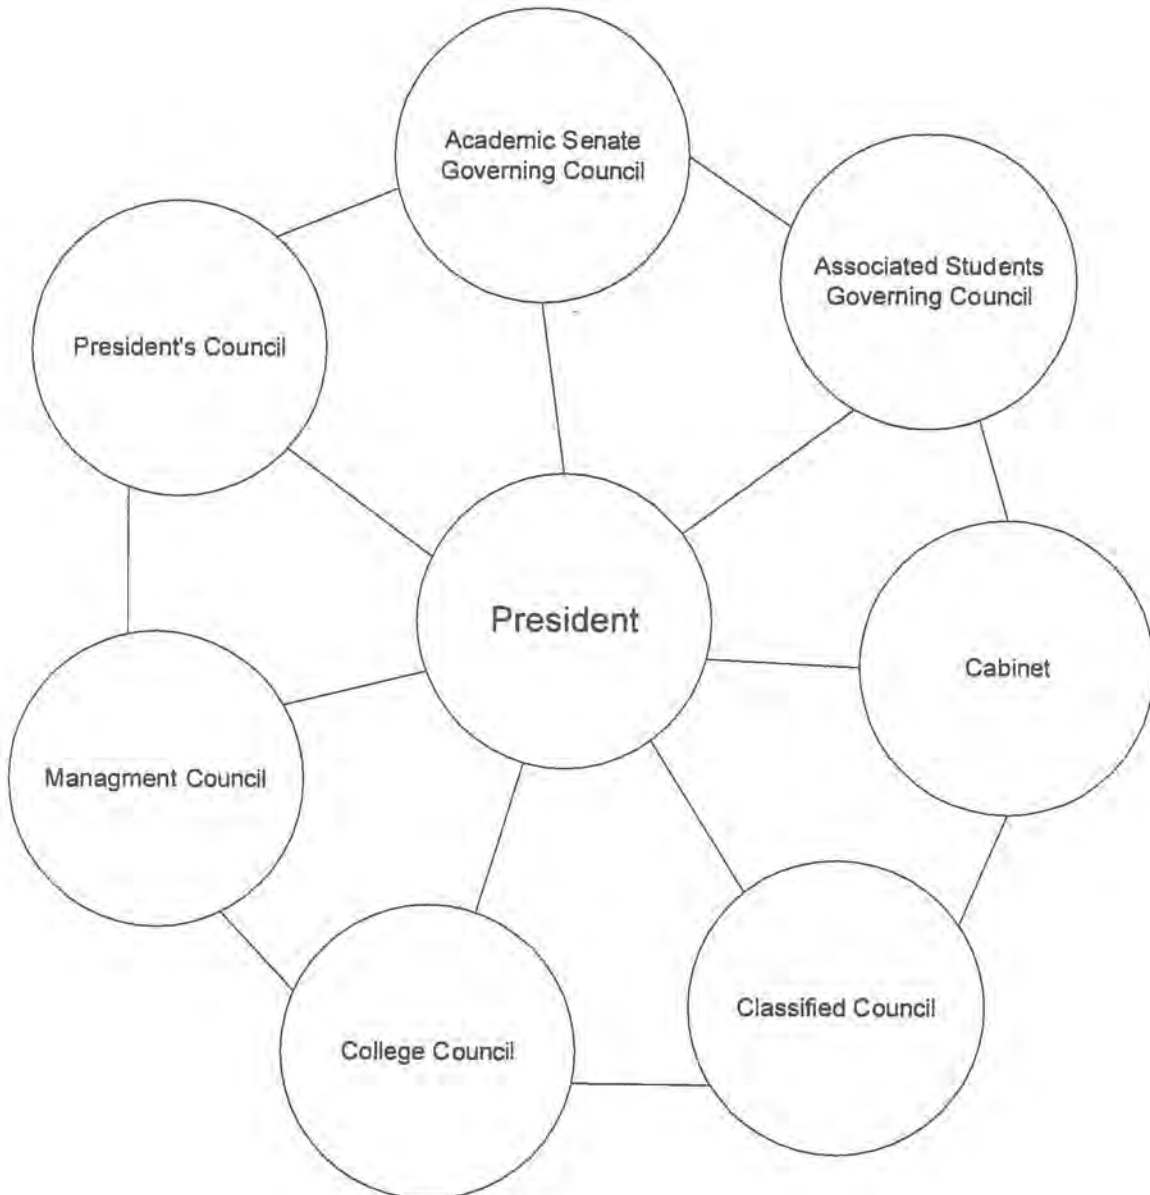 Academic Senate
Governing Council
Associated Students
Governing Council
President's Council
President
Cabinet
Managment Council
Classified Council
College Council